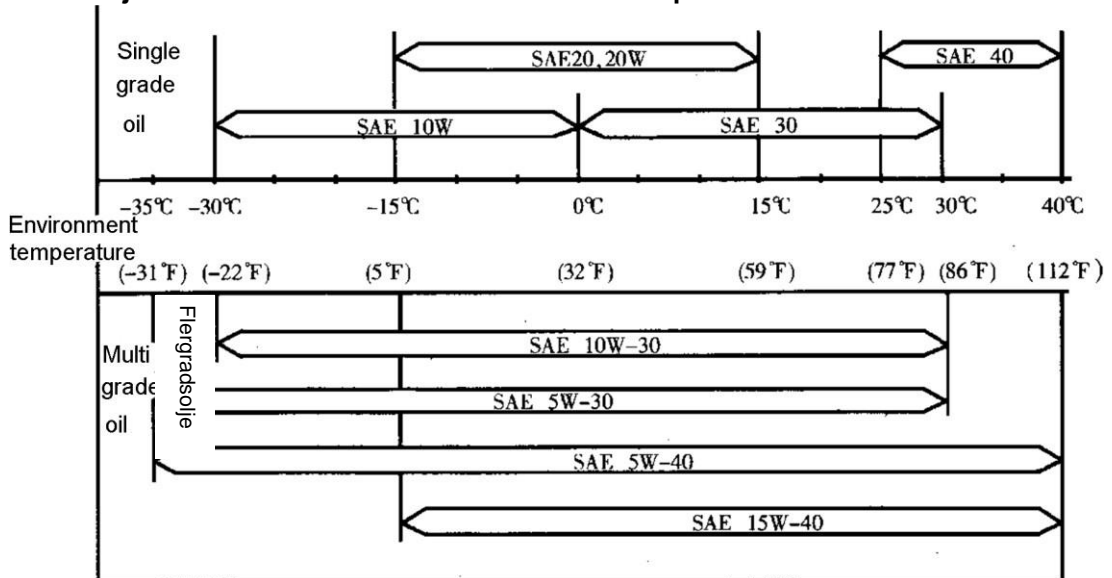 Single
grade
oil
SAE20,20W
SAE 40
SAE 10W
SAE 30
-35℃ -30℃ -15℃ 0℃ 15℃ 25℃ 30℃ 40℃
Environment
temperature
(-31°F) (-22°F) (5°F) (32°F) (59°F) (77°F) (86°F) (112°F)
Flergradsolje
Multi
grade
oil
SAE 10W-30
SAE 5W-30
SAE 5W-40
SAE 15W-40